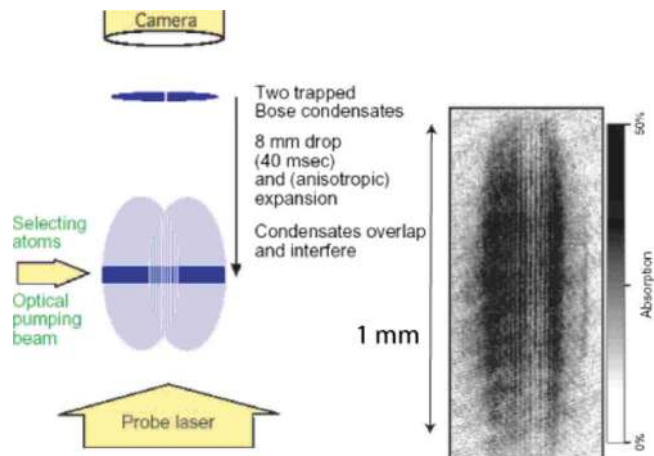 Camera
Two trapped
Bose condensates
8 mm drop
(40 msec)
and (anisotropic)
expansion
Condensates overlap
and interfere
Selecting
atoms
Optical
pumping
beam
Probe laser
1 mm
50%
Absorption
0%